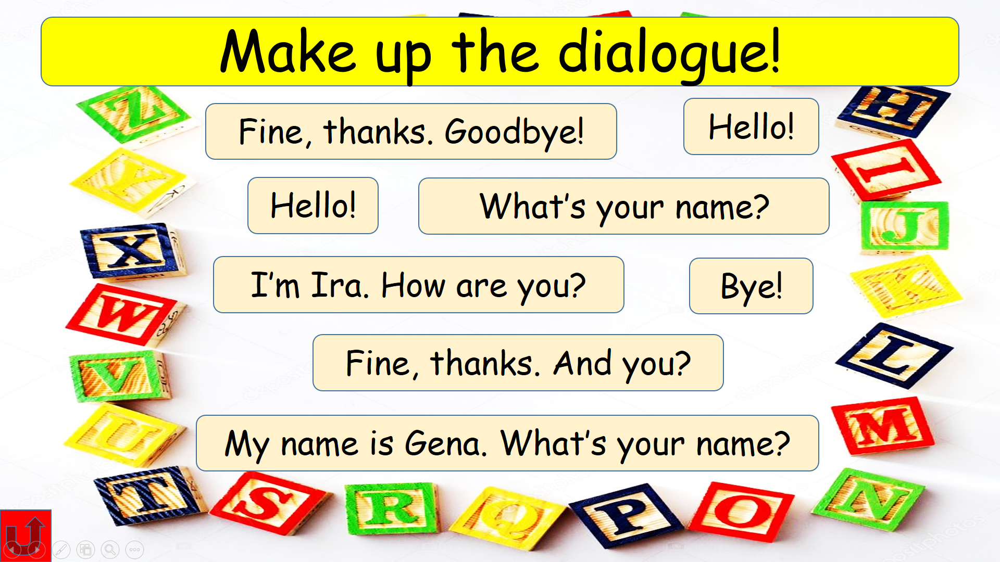 Make up the dialogue!
Fine, thanks. Goodbye!
Hello!
Hello!
What's your name?
I'm Ira. How are you?
Bye!
Fine, thanks. And you?
My name is Gena. What's your name?
Z
H
Y
I
X
J
W
K
V
L
U
M
T
S
R
Q
P
O
N